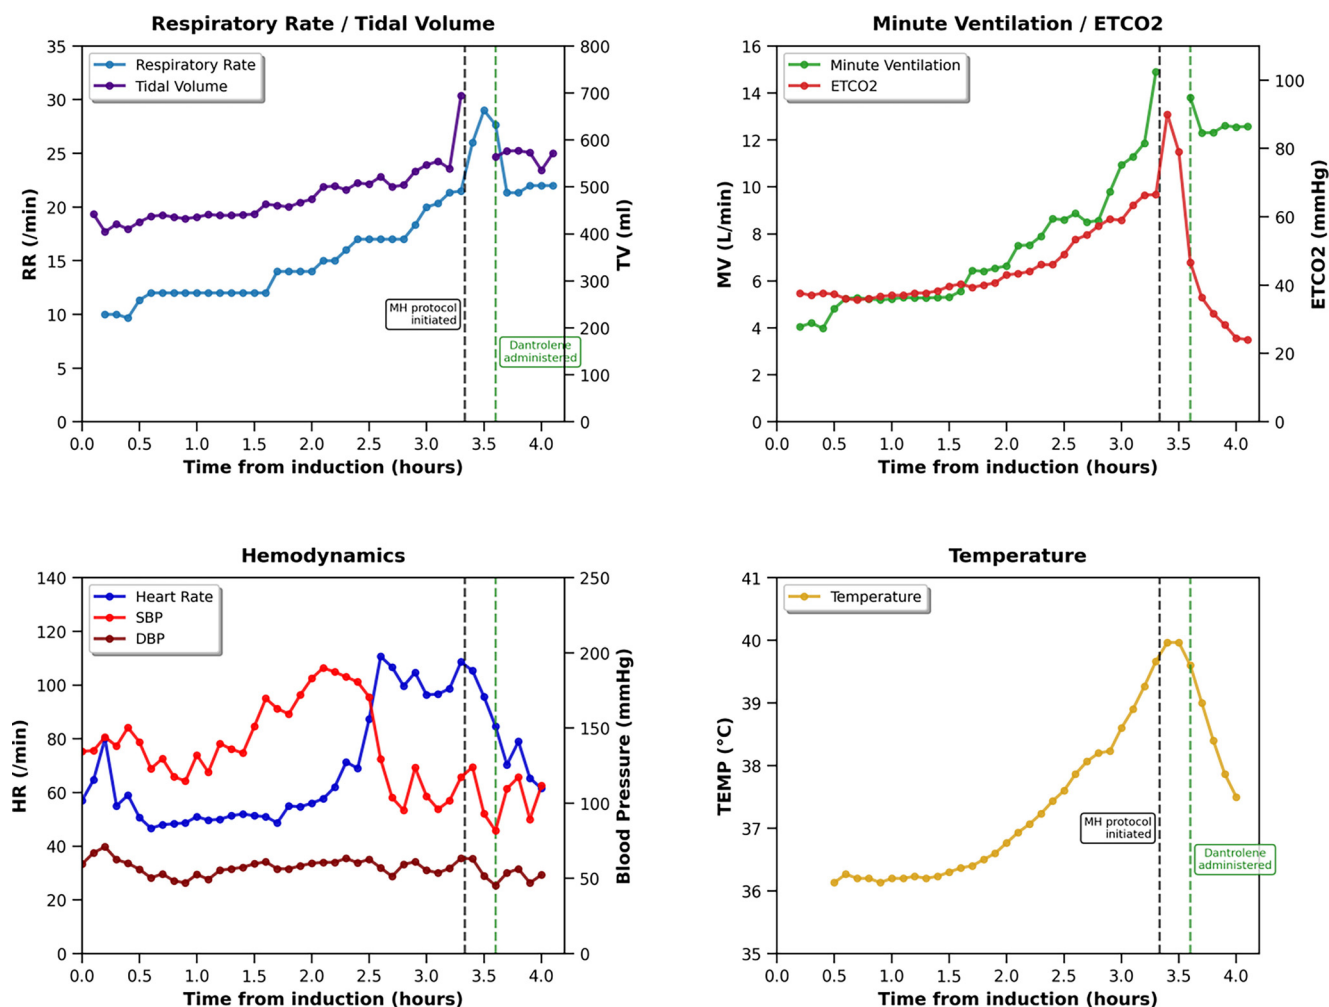 Respiratory Rate / Tidal Volume
35
30
25
20
15
10
5
0
RR (/min)
Respiratory Rate
Tidal Volume
MH protocol
initiated
Dantrolene
administered
800
700
600
500
400
300
200
100
0
TV (ml)
0.0 0.5 1.0 1.5 2.0 2.5 3.0 3.5 4.0
Time from induction (hours)
Minute Ventilation / ETCO2
16
14
12
10
8
6
4
2
0
MV (L/min)
Minute Ventilation
ETCO2
100
80
60
40
20
0
ETCO2 (mmHg)
0.0 0.5 1.0 1.5 2.0 2.5 3.0 3.5 4.0
Time from induction (hours)
Hemodynamics
140
120
100
80
60
40
20
0
HR (/min)
Heart Rate
SBP
DBP
250
200
150
100
50
0
Blood Pressure (mmHg)
0.0 0.5 1.0 1.5 2.0 2.5 3.0 3.5 4.0
Time from induction (hours)
Temperature
41
40
39
38
37
36
35
TEMP (°C)
Temperature
MH protocol
initiated
Dantrolene
administered
0.0 0.5 1.0 1.5 2.0 2.5 3.0 3.5 4.0
Time from induction (hours)